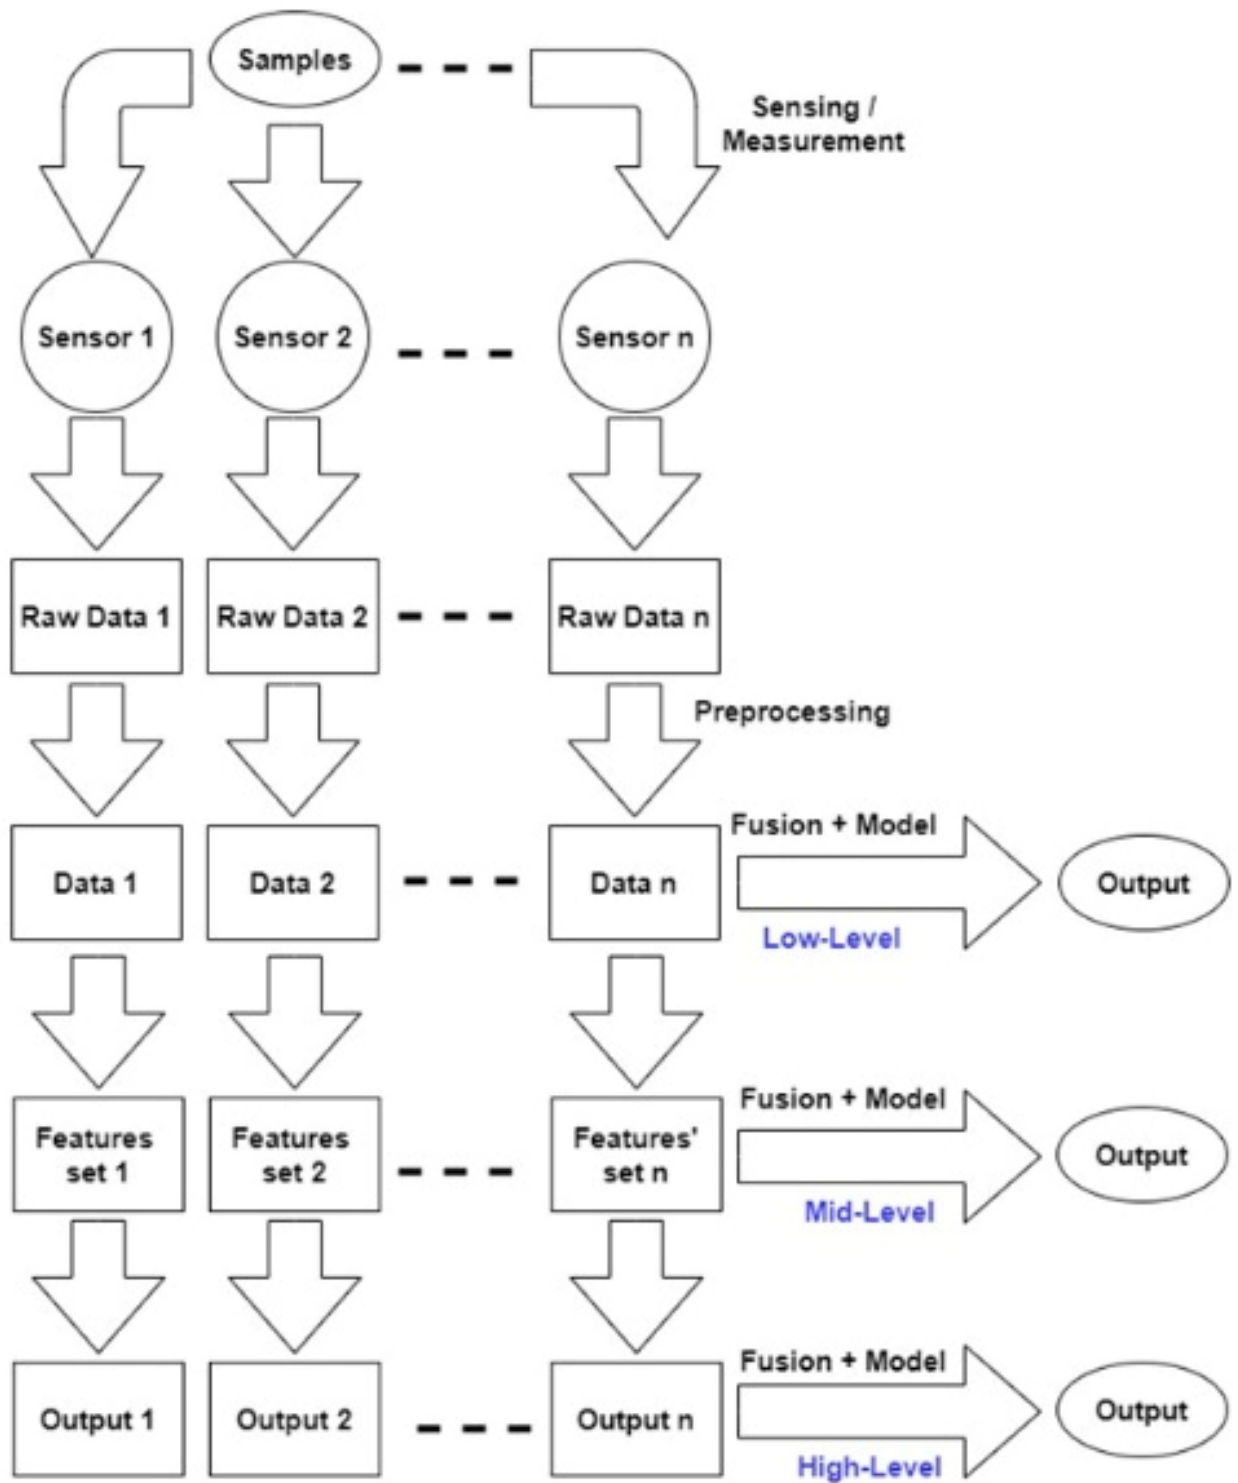 Samples
Sensing /
Measurement
Sensor 1
Sensor 2
Sensor n
Raw Data 1
Raw Data 2
Raw Data n
Preprocessing
Data 1
Data 2
Data n
Fusion + Model
Low-Level
Output
Features
set 1
Features
set 2
Features'
set n
Fusion + Model
Mid-Level
Output
Output 1
Output 2
Output n
Fusion + Model
High-Level
Output